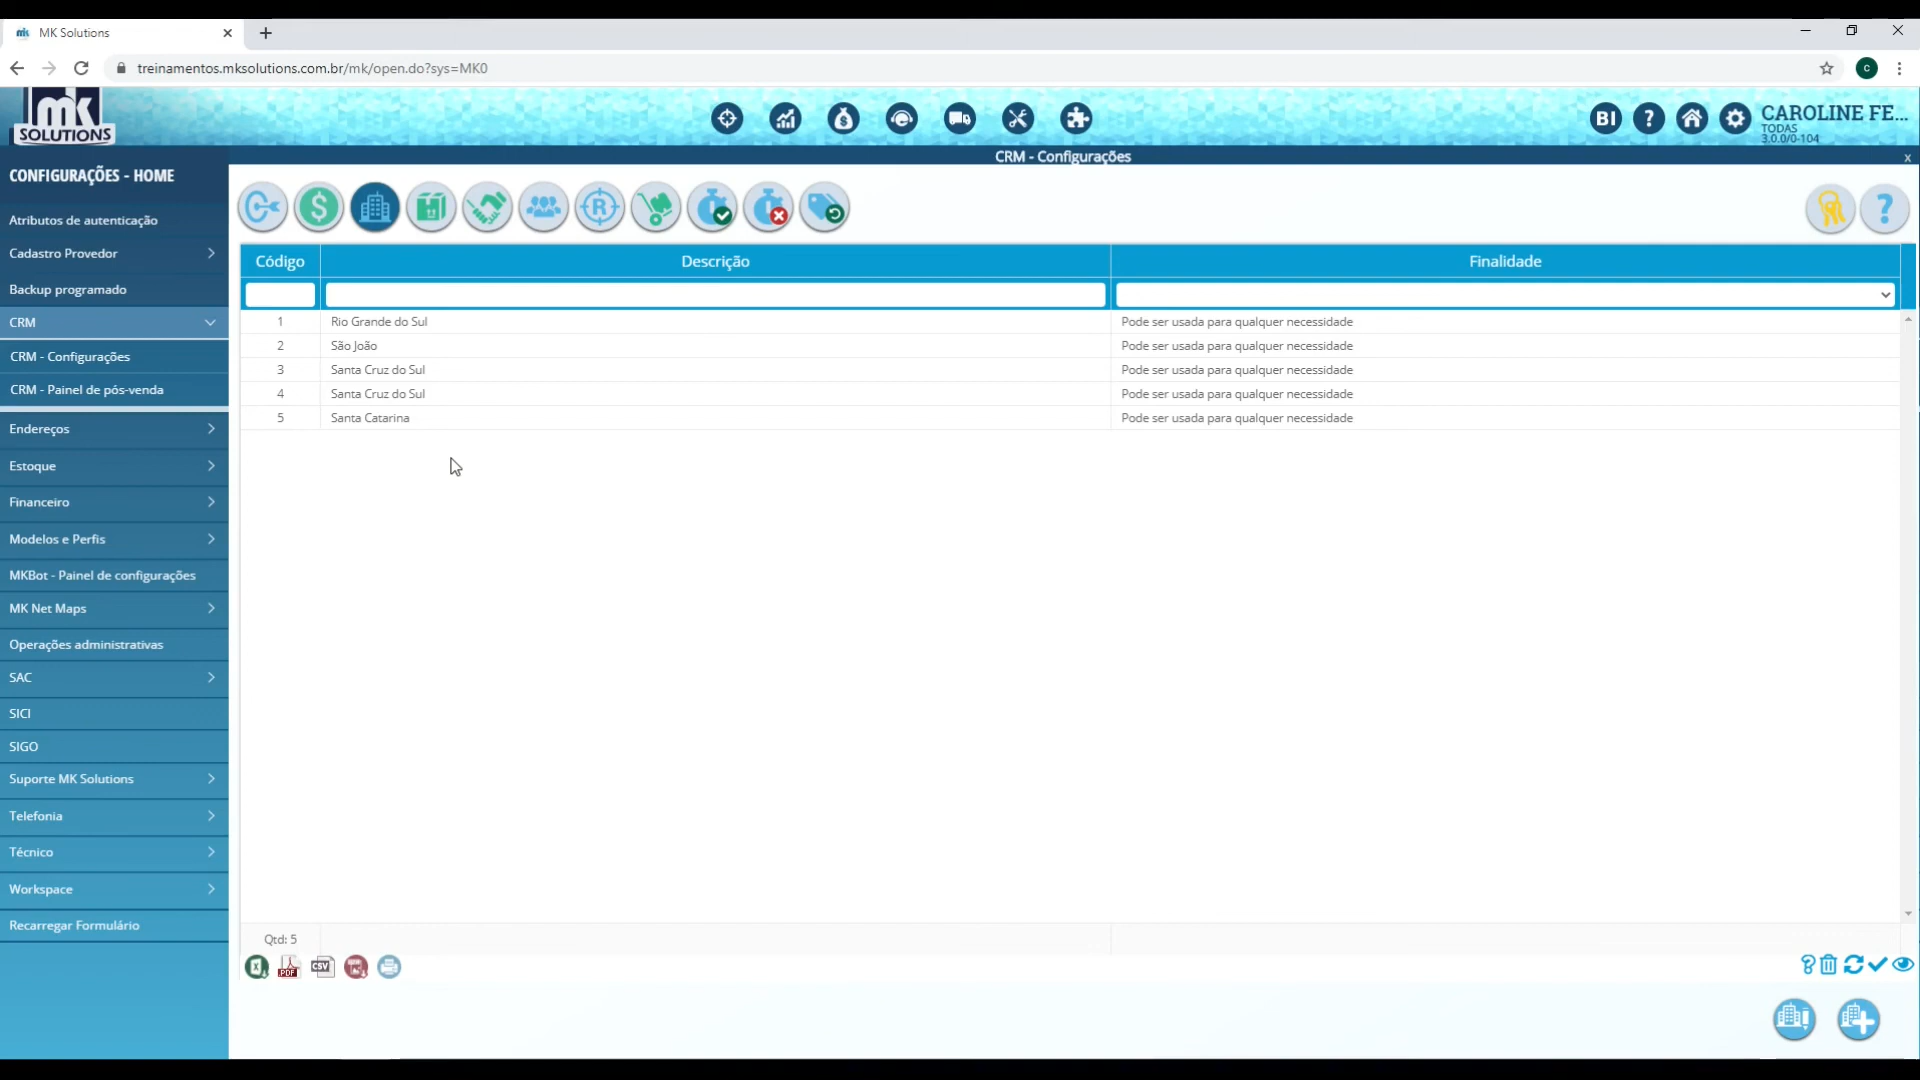 MK Solutions
treinamentos.mksolutions.com.br/mk/open.do?sys=MK0
mk
SOLUTIONS
BI
?
CAROLINE FE...
TODAS
3.0.0/0-104
CRM - Configurações
x
CONFIGURAÇÕES - HOME
Atributos de autenticação
Cadastro Provedor
Backup programado
CRM
CRM - Configurações
CRM - Painel de pós-venda
Endereços
Estoque
Financeiro
Modelos e Perfis
MKBot - Painel de configurações
MK Net Maps
Operações administrativas
SAC
SICI
SIGO
Suporte MK Solutions
Telefonia
Técnico
Workspace
Recarregar Formulário
Código Descrição Finalidade
1 Rio Grande do Sul Pode ser usada para qualquer necessidade
2 São João Pode ser usada para qualquer necessidade
3 Santa Cruz do Sul Pode ser usada para qualquer necessidade
4 Santa Cruz do Sul Pode ser usada para qualquer necessidade
5 Santa Catarina Pode ser usada para qualquer necessidade
Qtd: 5
PDF
CSV